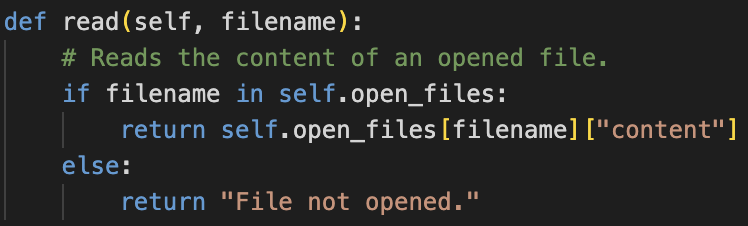 def read(self, filename):
    # Reads the content of an opened file.
    if filename in self.open_files:
        return self.open_files[filename]["content"]
    else:
        return "File not opened."